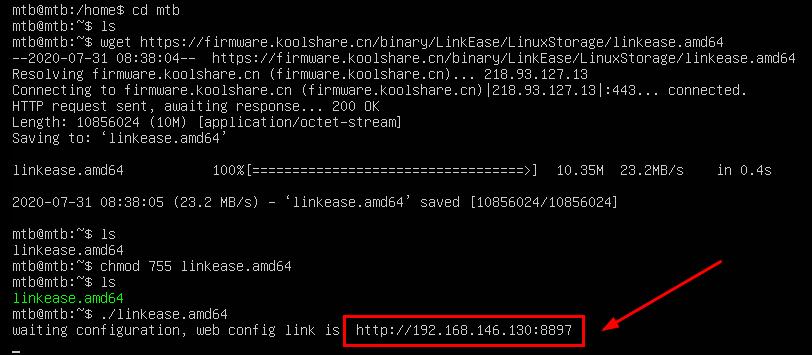 mtb@mtb:/home$ cd mtb
mtb@mtb:~$ ls
mtb@mtb:~$ wget https://firmware.koolshare.cn/binary/LinkEase/LinuxStorage/linkease.amd64
--2020-07-31 08:38:04--  https://firmware.koolshare.cn/binary/LinkEase/LinuxStorage/linkease.amd64
Resolving firmware.koolshare.cn (firmware.koolshare.cn)... 218.93.127.13
Connecting to firmware.koolshare.cn (firmware.koolshare.cn)|218.93.127.13|:443... connected.
HTTP request sent, awaiting response... 200 OK
Length: 10856024 (10M) [application/octet-stream]
Saving to: ‘linkease.amd64’
linkease.amd64          100%[===================================>]  10.35M  23.2MB/s    in 0.4s
2020-07-31 08:38:05 (23.2 MB/s) - ‘linkease.amd64’ saved [10856024/10856024]
mtb@mtb:~$ ls
linkease.amd64
mtb@mtb:~$ chmod 755 linkease.amd64
mtb@mtb:~$ ls
linkease.amd64
mtb@mtb:~$ ./linkease.amd64
waiting configuration, web config link is  http://192.168.146.130:8897